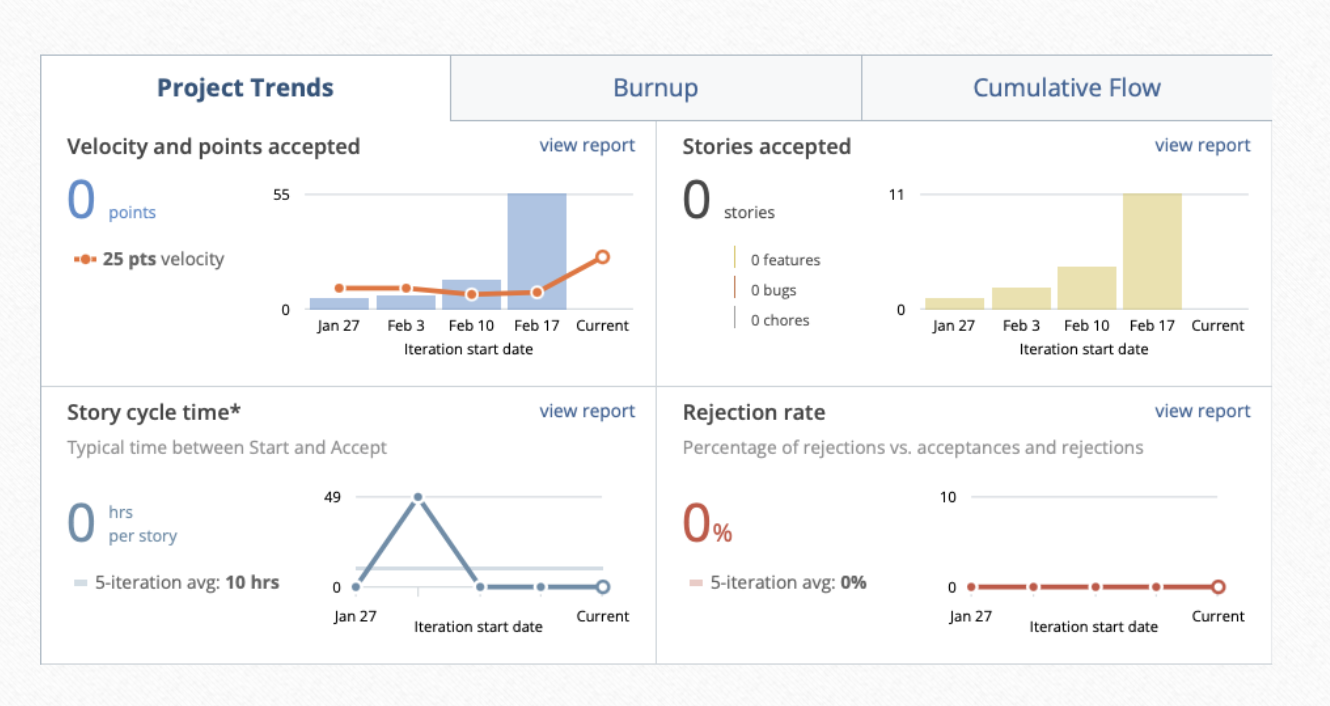 Project Trends
Burnup
Cumulative Flow
Velocity and points accepted
view report
0 points
25 pts velocity
55
0
Jan 27 Feb 3 Feb 10 Feb 17 Current
Iteration start date
Stories accepted
view report
0 stories
0 features
0 bugs
0 chores
11
0
Jan 27 Feb 3 Feb 10 Feb 17 Current
Iteration start date
Story cycle time*
view report
Typical time between Start and Accept
0 hrs
per story
5-iteration avg: 10 hrs
49
0
Jan 27 Current
Iteration start date
Rejection rate
view report
Percentage of rejections vs. acceptances and rejections
0%
5-iteration avg: 0%
10
0
Jan 27 Current
Iteration start date